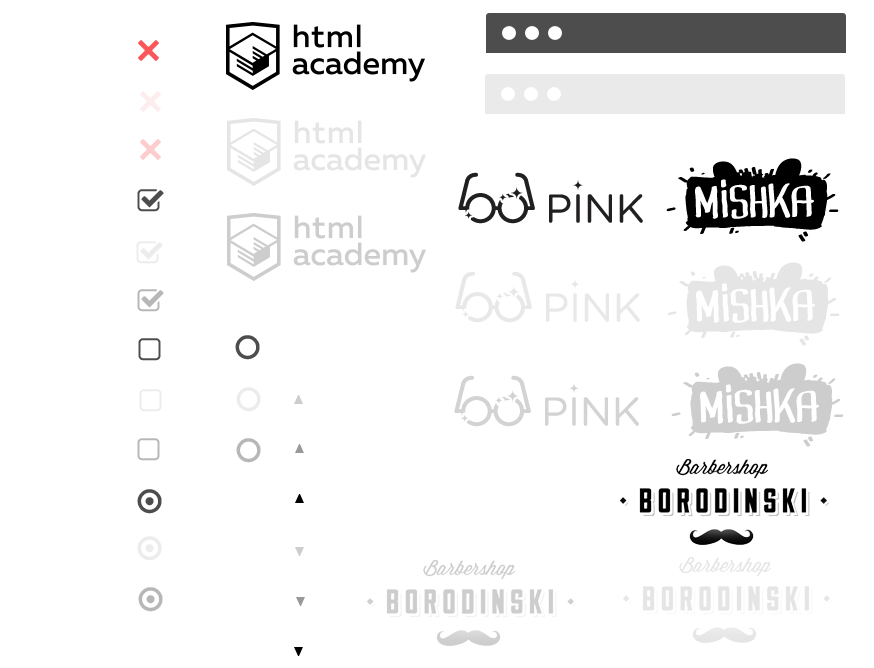 html
academy
html
academy
html
academy
PINK
MiSHKA
PINK
MiSHKA
PINK
MiSHKA
Barbershop
BORODINSKI
Barbershop
BORODINSKI
Barbershop
BORODINSKI